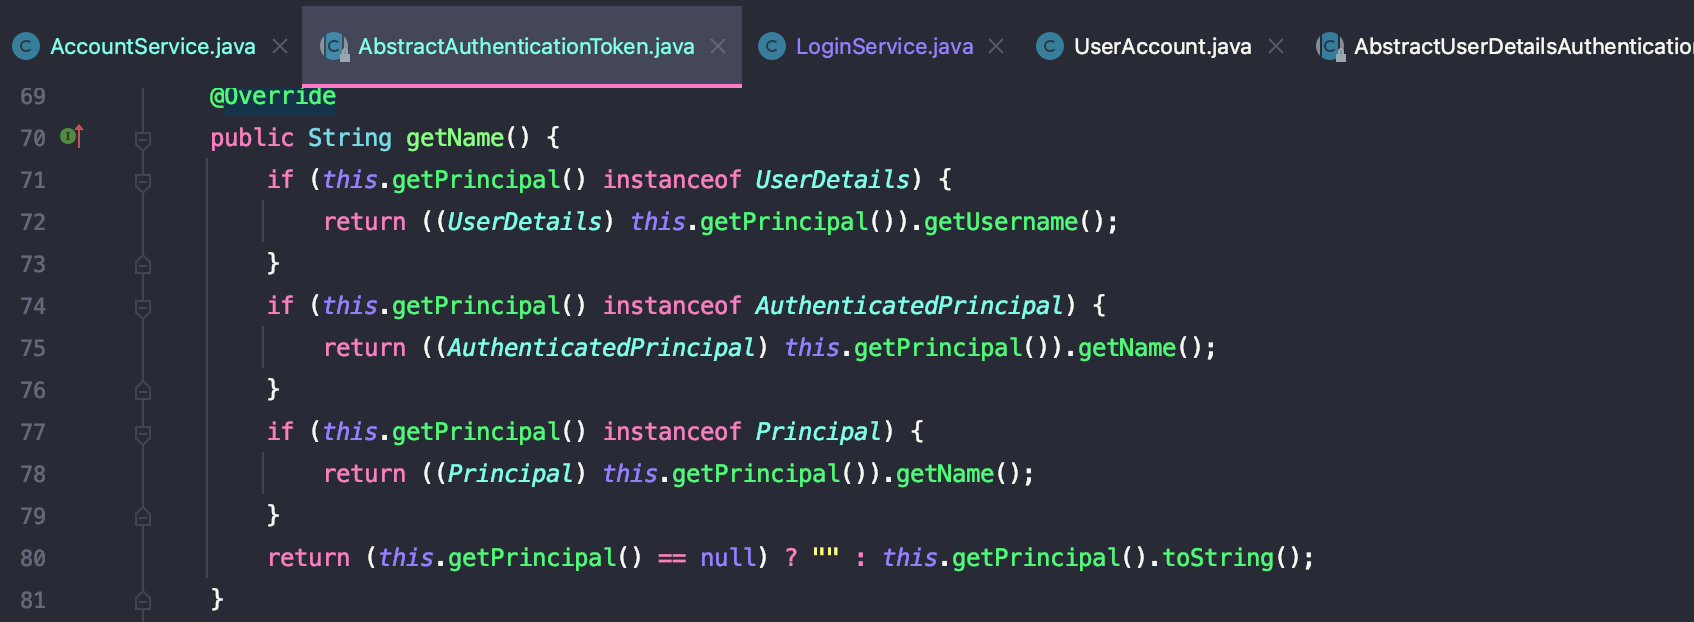 AccountService.java AbstractAuthenticationToken.java LoginService.java UserAccount.java AbstractUserDetailsAuthentication
69 @Override
70 public String getName() {
71 if (this.getPrincipal() instanceof UserDetails) {
72 return ((UserDetails) this.getPrincipal()).getUsername();
73 }
74 if (this.getPrincipal() instanceof AuthenticatedPrincipal) {
75 return ((AuthenticatedPrincipal) this.getPrincipal()).getName();
76 }
77 if (this.getPrincipal() instanceof Principal) {
78 return ((Principal) this.getPrincipal()).getName();
79 }
80 return (this.getPrincipal() == null) ? "" : this.getPrincipal().toString();
81 }